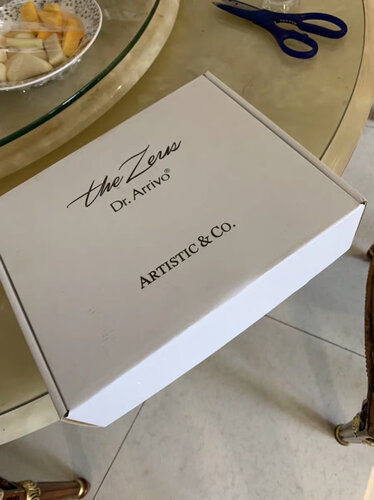 the Zeus
Dr. Arrivo®
ARTISTIC & CO.